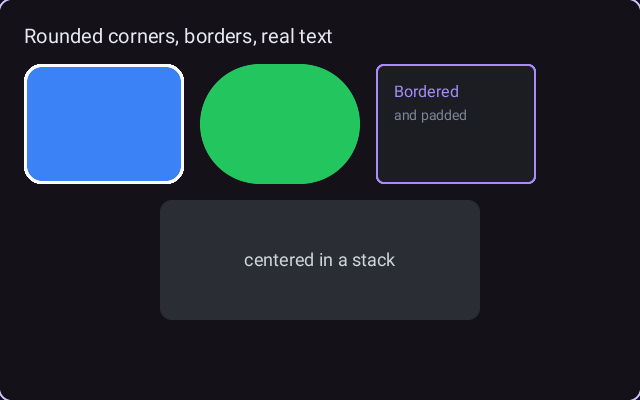 Rounded corners, borders, real text
Bordered
and padded
centered in a stack